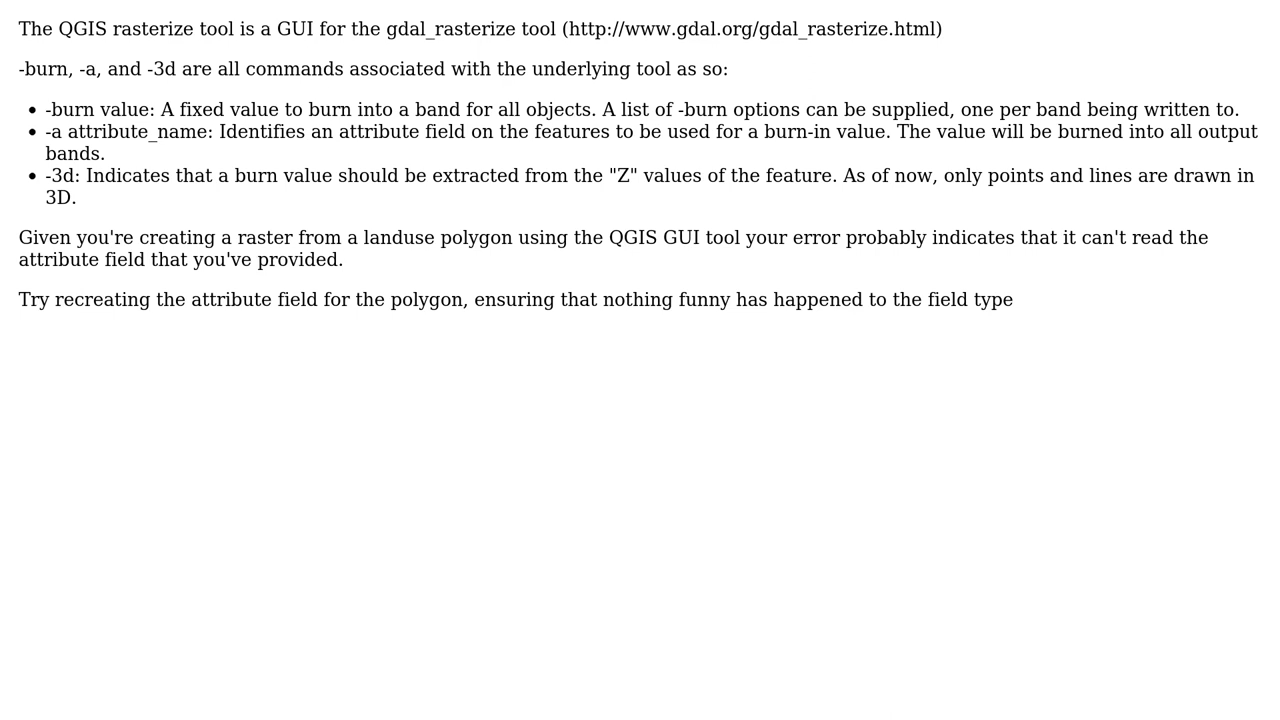 The QGIS rasterize tool is a GUI for the gdal_rasterize tool (http://www.gdal.org/gdal_rasterize.html)
-burn, -a, and -3d are all commands associated with the underlying tool as so:
• -burn value: A fixed value to burn into a band for all objects. A list of -burn options can be supplied, one per band being written to.
• -a attribute_name: Identifies an attribute field on the features to be used for a burn-in value. The value will be burned into all output
bands.
• -3d: Indicates that a burn value should be extracted from the "Z" values of the feature. As of now, only points and lines are drawn in
3D.
Given you're creating a raster from a landuse polygon using the QGIS GUI tool your error probably indicates that it can't read the
attribute field that you've provided.
Try recreating the attribute field for the polygon, ensuring that nothing funny has happened to the field type